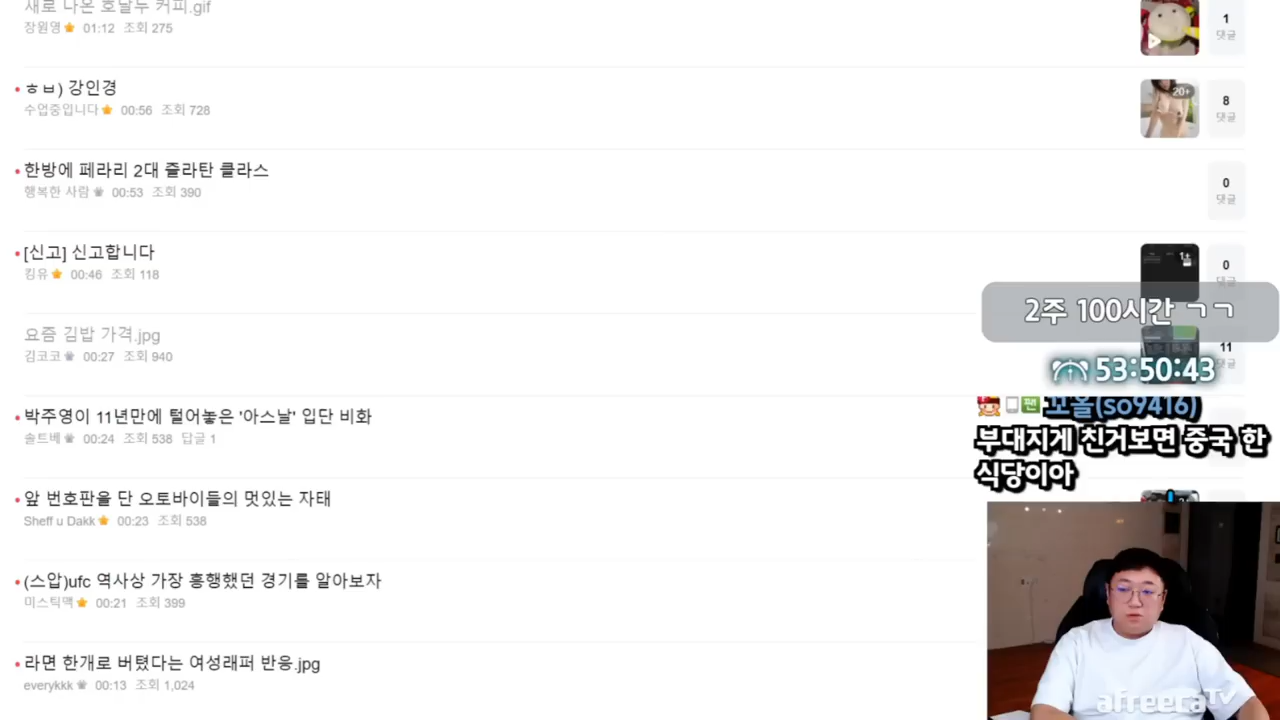 새로 나온 호날두 커피.gif
장원영 01:12 조회 275
1
댓글
ㅎㅂ) 강인경
수업중입니다 00:56 조회 728
20+
8
댓글
한방에 페라리 2대 즐라탄 클라스
행복한 사람 00:53 조회 390
0
댓글
[신고] 신고합니다
킹유 00:46 조회 118
1+
0
댓글
2주 100시간 ㄱㄱ
요즘 김밥 가격.jpg
김코코 00:27 조회 940
11
댓글
53:50:43
팬 꼬올(so9416)
부대지게 친거보면 중국 한
식당이아
박주영이 11년만에 털어놓은 '아스날' 입단 비화
솔트베 00:24 조회 538 답글 1
앞 번호판을 단 오토바이들의 멋있는 자태
Sheff u Dakk 00:23 조회 538
(스압)ufc 역사상 가장 흥행했던 경기를 알아보자
미스틱맥 00:21 조회 399
라면 한개로 버텼다는 여성래퍼 반응.jpg
everykkk 00:13 조회 1,024
afreecaTV